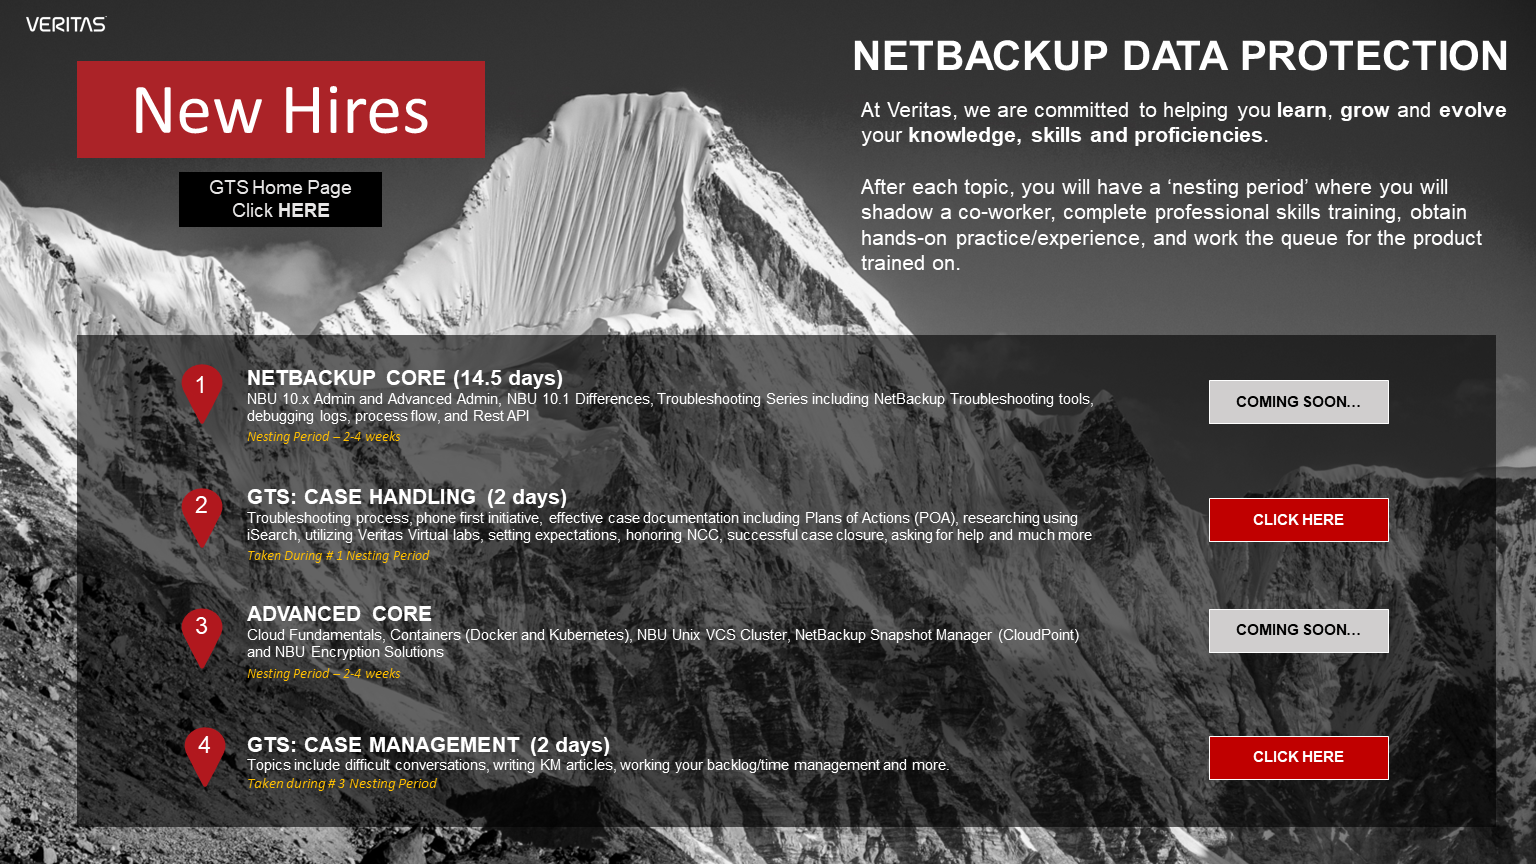 VERITAS
New Hires
GTS Home Page
Click HERE
NETBACKUP DATA PROTECTION
At Veritas, we are committed to helping you learn, grow and evolve
your knowledge, skills and proficiencies.
After each topic, you will have a ‘nesting period’ where you will
shadow a co-worker, complete professional skills training, obtain
hands-on practice/experience, and work the queue for the product
trained on.
1
NETBACKUP CORE (14.5 days)
NBU 10.x Admin and Advanced Admin, NBU 10.1 Differences, Troubleshooting Series including NetBackup Troubleshooting tools,
debugging logs, process flow, and Rest API
Nesting Period – 2-4 weeks
COMING SOON...
2
GTS: CASE HANDLING (2 days)
Troubleshooting process, phone first initiative, effective case documentation including Plans of Actions (POA), researching using
iSearch, utilizing Veritas Virtual labs, setting expectations, honoring NCC, successful case closure, asking for help and much more
Taken During # 1 Nesting Period
CLICK HERE
3
ADVANCED CORE
Cloud Fundamentals, Containers (Docker and Kubernetes), NBU Unix VCS Cluster, NetBackup Snapshot Manager (CloudPoint)
and NBU Encryption Solutions
Nesting Period – 2-4 weeks
COMING SOON...
4
GTS: CASE MANAGEMENT (2 days)
Topics include difficult conversations, writing KM articles, working your backlog/time management and more.
Taken during # 3 Nesting Period
CLICK HERE